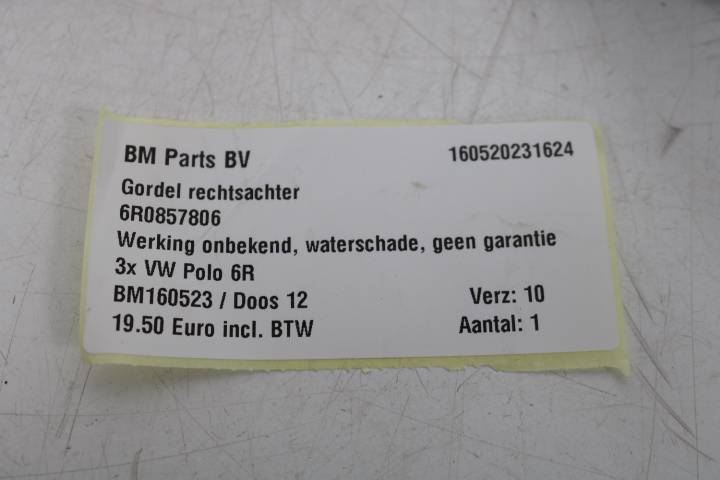 BM Parts BV 160520231624
Gordel rechtsachter
6R0857806
Werking onbekend, waterschade, geen garantie
3x VW Polo 6R
BM160523 / Doos 12 Verz: 10
19.50 Euro incl. BTW Aantal: 1